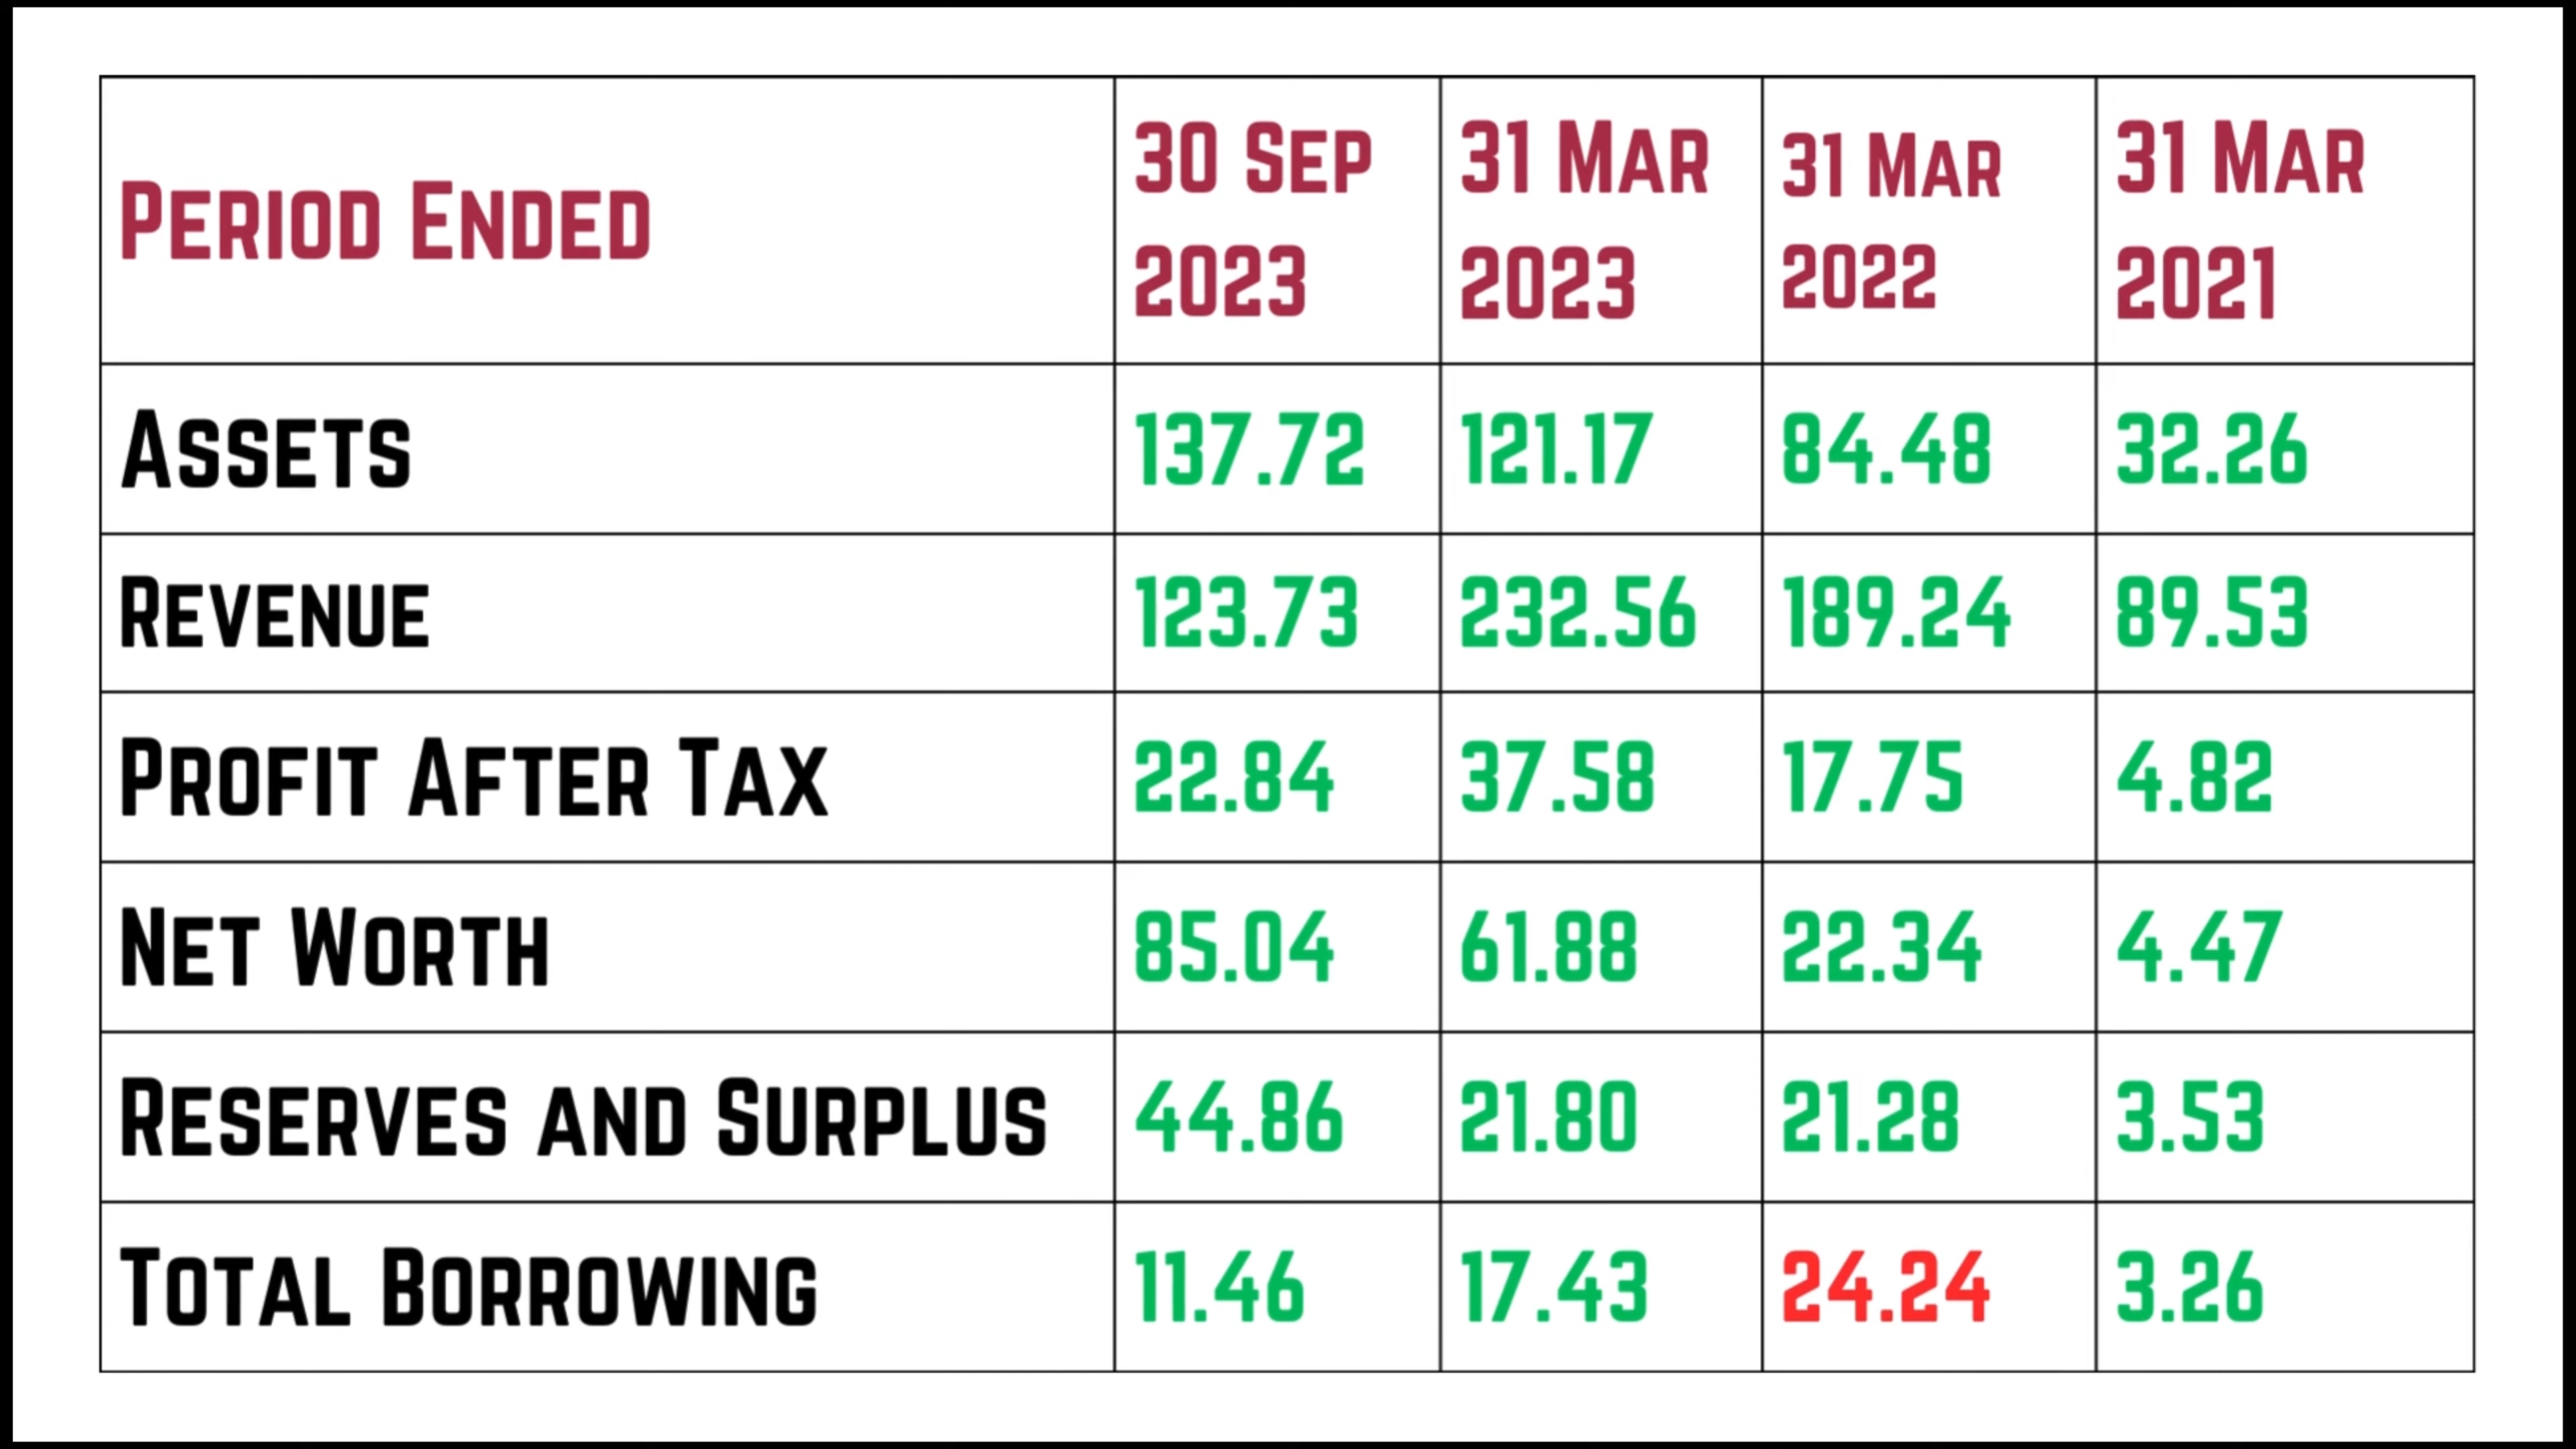 Period Ended 30 Sep 2023 31 Mar 2023 31 Mar 2022 31 Mar 2021
Assets 137.72 121.17 84.48 32.26
Revenue 123.73 232.56 189.24 89.53
Profit After Tax 22.84 37.58 17.75 4.82
Net Worth 85.04 61.88 22.34 4.47
Reserves and Surplus 44.86 21.80 21.28 3.53
Total Borrowing 11.46 17.43 24.24 3.26